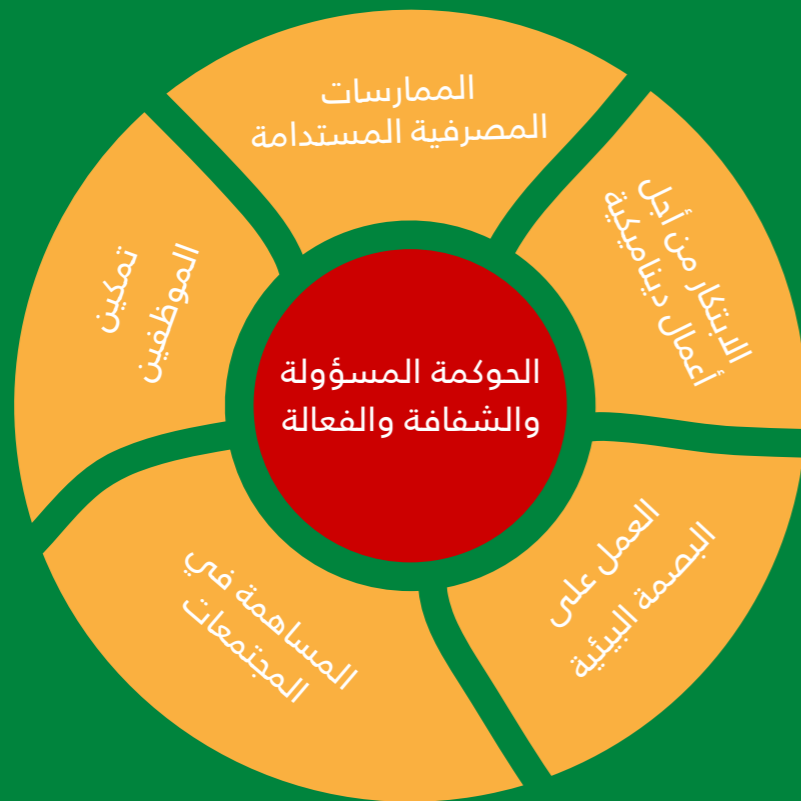 الممارسات
المصرفية المستدامة
الابتكار من أجل
أعمال ديناميكية
العمل على
البصمة البيئية
المساهمة في
المجتمعات
تمكين
الموظفين
الحوكمة المسؤولة
والشفافة والفعالة